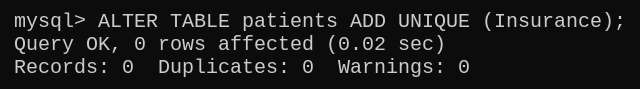 mysql> ALTER TABLE patients ADD UNIQUE (Insurance);
Query OK, 0 rows affected (0.02 sec)
Records: 0  Duplicates: 0  Warnings: 0